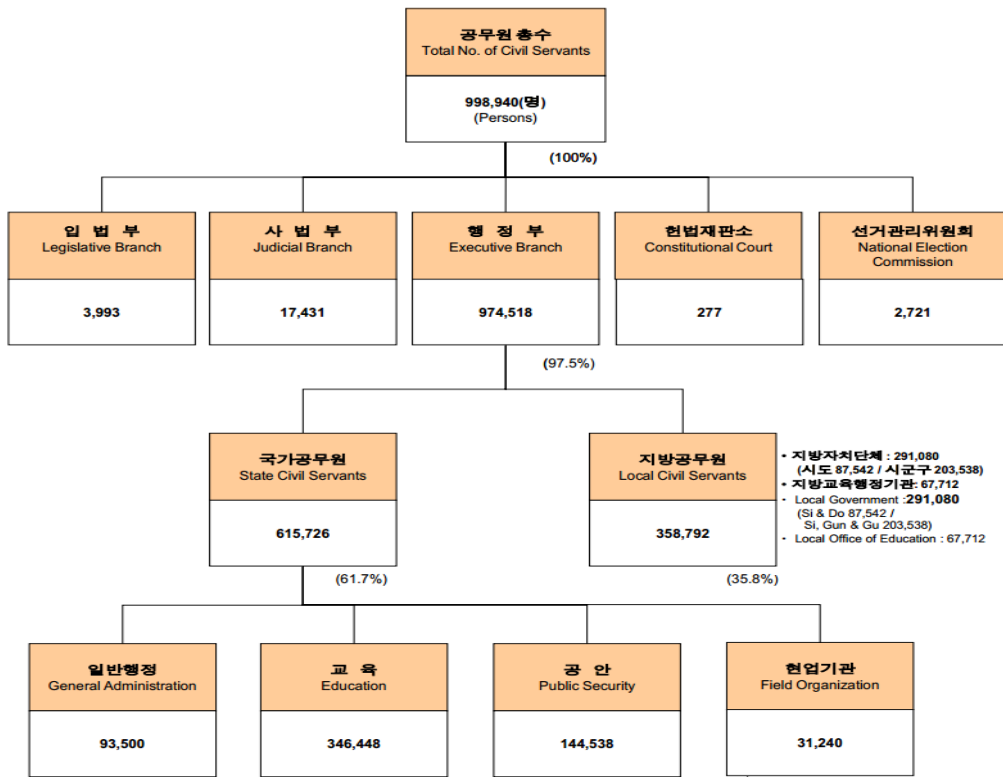 공무원 총수
Total No. of Civil Servants
998,940(명)
(Persons)
(100%)
입 법 부
Legislative Branch
3,993
사 법 부
Judicial Branch
17,431
행 정 부
Executive Branch
974,518
헌법재판소
Constitutional Court
277
선거관리위원회
National Election
Commission
2,721
(97.5%)
국가공무원
State Civil Servants
615,726
지방공무원
Local Civil Servants
358,792
• 지방자치단체 : 291,080
(시도 87,542 / 시군구 203,538)
• 지방교육행정기관: 67,712
· Local Government :291,080
(Si & Do 87,542 /
Si, Gun & Gu 203,538)
· Local Office of Education : 67,712
(61.7%)
(35.8%)
일반행정
General Administration
93,500
교 육
Education
346,448
공 안
Public Security
144,538
현업기관
Field Organization
31,240